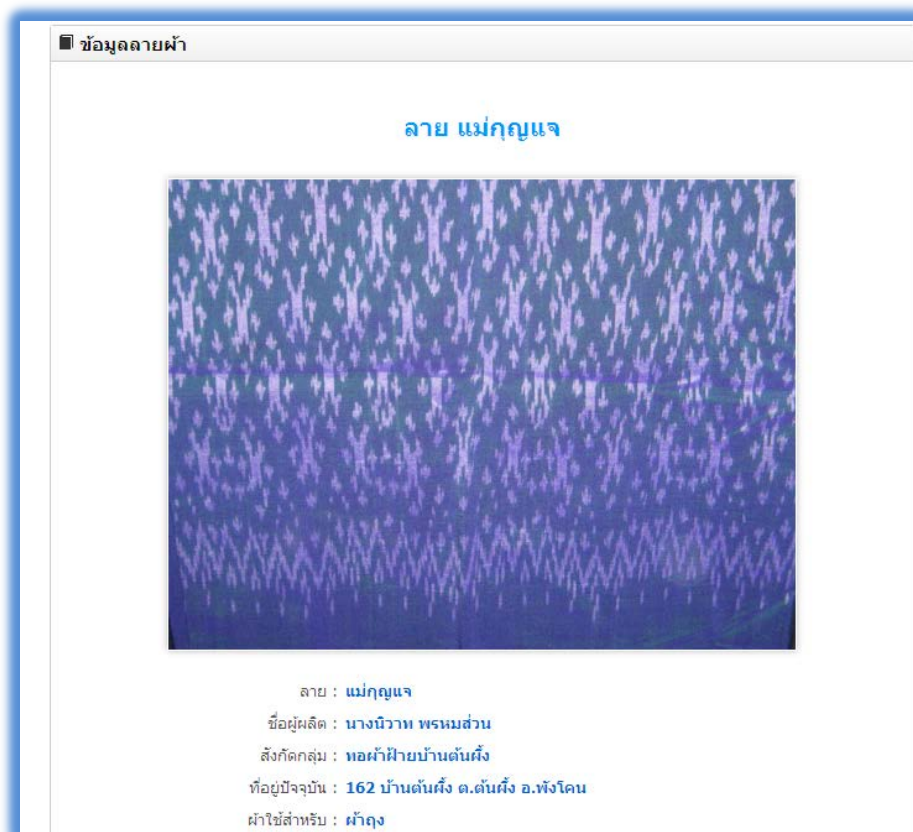 ข้อมูลลายผ้า
ลาย แม่กุญแจ
ลาย : แม่กุญแจ
ชื่อผู้ผลิต : นางนิวาท พรหมส่วน
สังกัดกลุ่ม : ทอผ้าฝ้ายบ้านต้นผึ้ง
ที่อยู่ปัจจุบัน : 162 บ้านต้นผึ้ง ต.ต้นผึ้ง อ.พังโคน
ผ้าใช้สำหรับ : ผ้าถุง